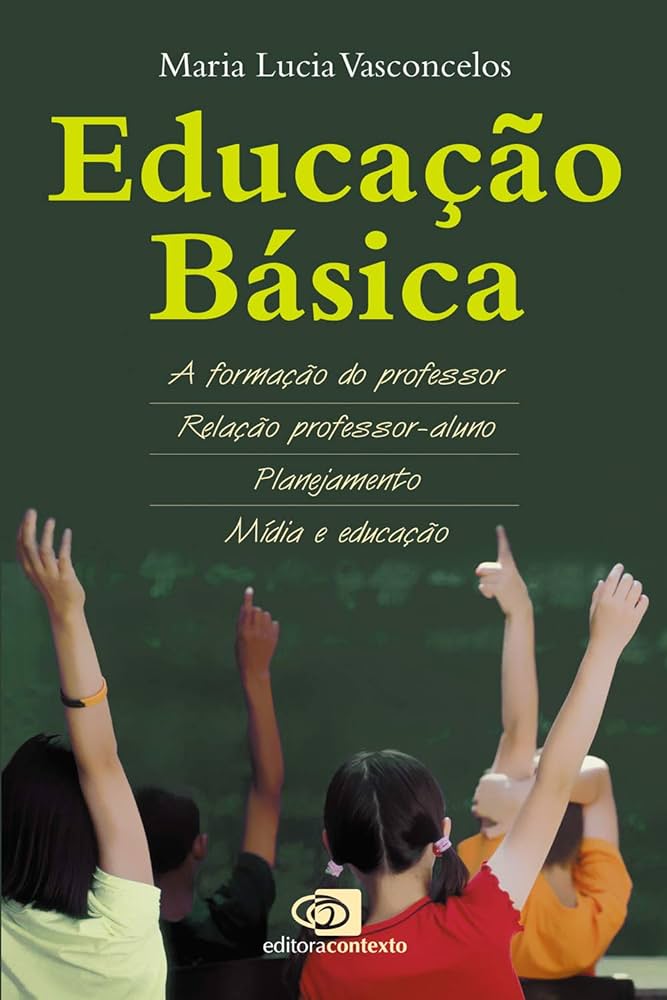 Maria Lucia Vasconcelos
Educação
Básica
A formação do professor
Relação professor-aluno
Planejamento
Mídia e educação
editoracontexto